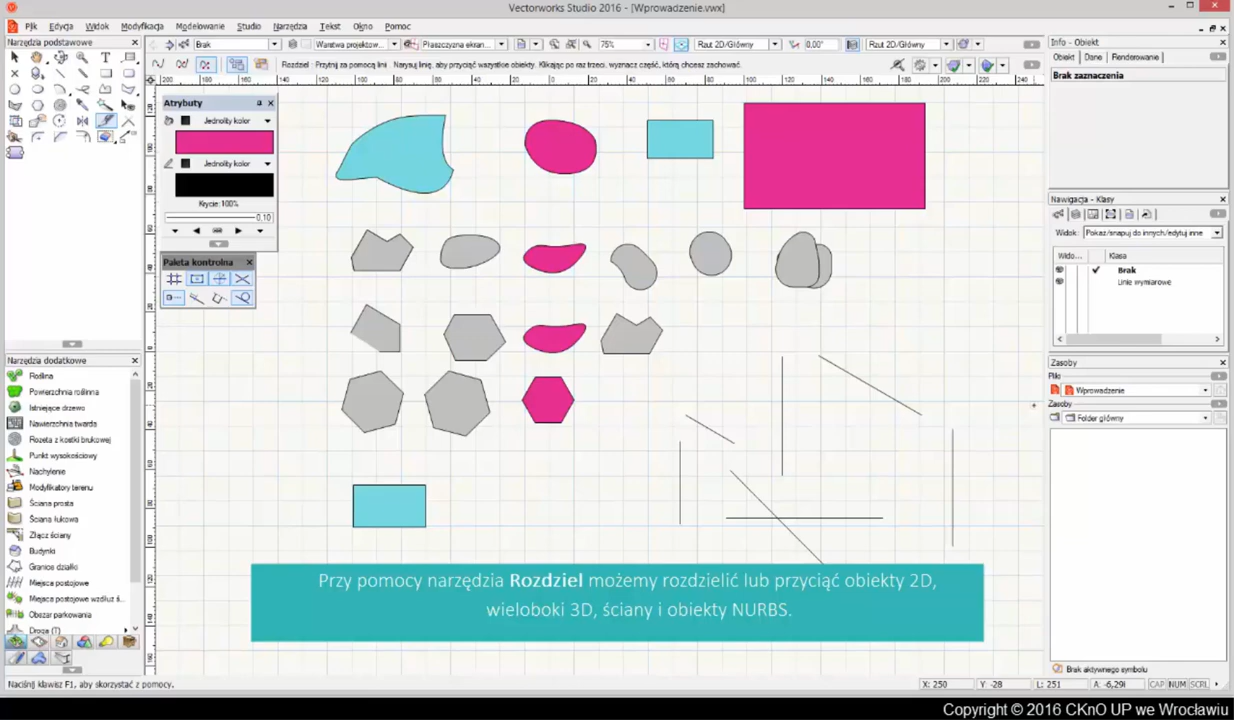 Vectorworks Studio 2016 - [Wprowadzenie.vwx]
Plik Edycja Widok Modyfikacja Modelowanie Studio Narzędzia Tekst Okno Pomoc
Narzędzia podstawowe
Brak
Warstwa projektow...
Płaszczyzna ekran...
75%
Rzut 2D/Główny
0.00°
Rzut 2D/Główny
Rozdziel : Przytnij za pomocą linii Narysuj linię, aby przyciąć wszystkie obiekty. Klikając po raz trzeci, wyznacz część, którą chcesz zachować.
Info - Obiekt
Obiekt Dane Renderowanie
Brak zaznaczenia
Atrybuty
Jednolity kolor
Jednolity kolor
Krycie: 100%
0,10
Paleta kontrolna
Nawigacja - Klasy
Widok: Pokaż/snapuj do innych/edytuj inne
Wido... Klasa
Brak
Linie wymiarowe
Narzędzia dodatkowe
Roślina
Powierzchnia roślinna
Istniejące drzewo
Nawierzchnia twarda
Rozeta z kostki brukowej
Punkt wysokościowy
Nachylenie
Modyfikatory terenu
Ściana prosta
Ściana łukowa
Złącz ściany
Budynki
Granice działki
Miejsca postojowe
Miejsca postojowe wzdłuż ś...
Obszar parkowania
Droga (1)
Zasoby
Pliki
Wprowadzenie
Zasoby
Folder główny
Brak aktywnego symbolu
Przy pomocy narzędzia Rozdziel możemy rozdzielić lub przyciąć obiekty 2D,
wieloboki 3D, ściany i obiekty NURBS.
Naciśnij klawisz F1, aby skorzystać z pomocy.
X: 250 Y: -28 L: 251 A: -6,29( CAP NUM SCRL
Copyright © 2016 CKnO UP we Wrocławiu